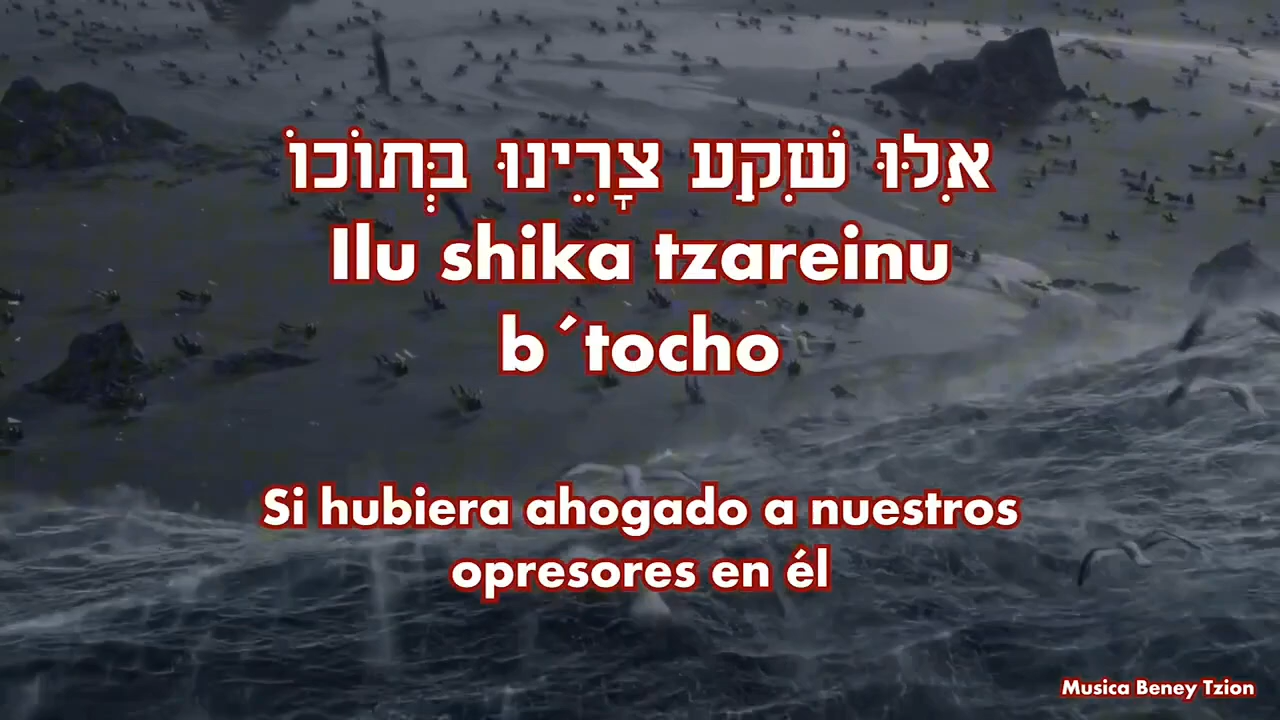 אִלּוּ שִׁקַע צָרֵינוּ בְּתוֹכוֹ
Ilu shika tzareinu
b´tocho
Si hubiera ahogado a nuestros
opresores en él
Musica Beney Tzion